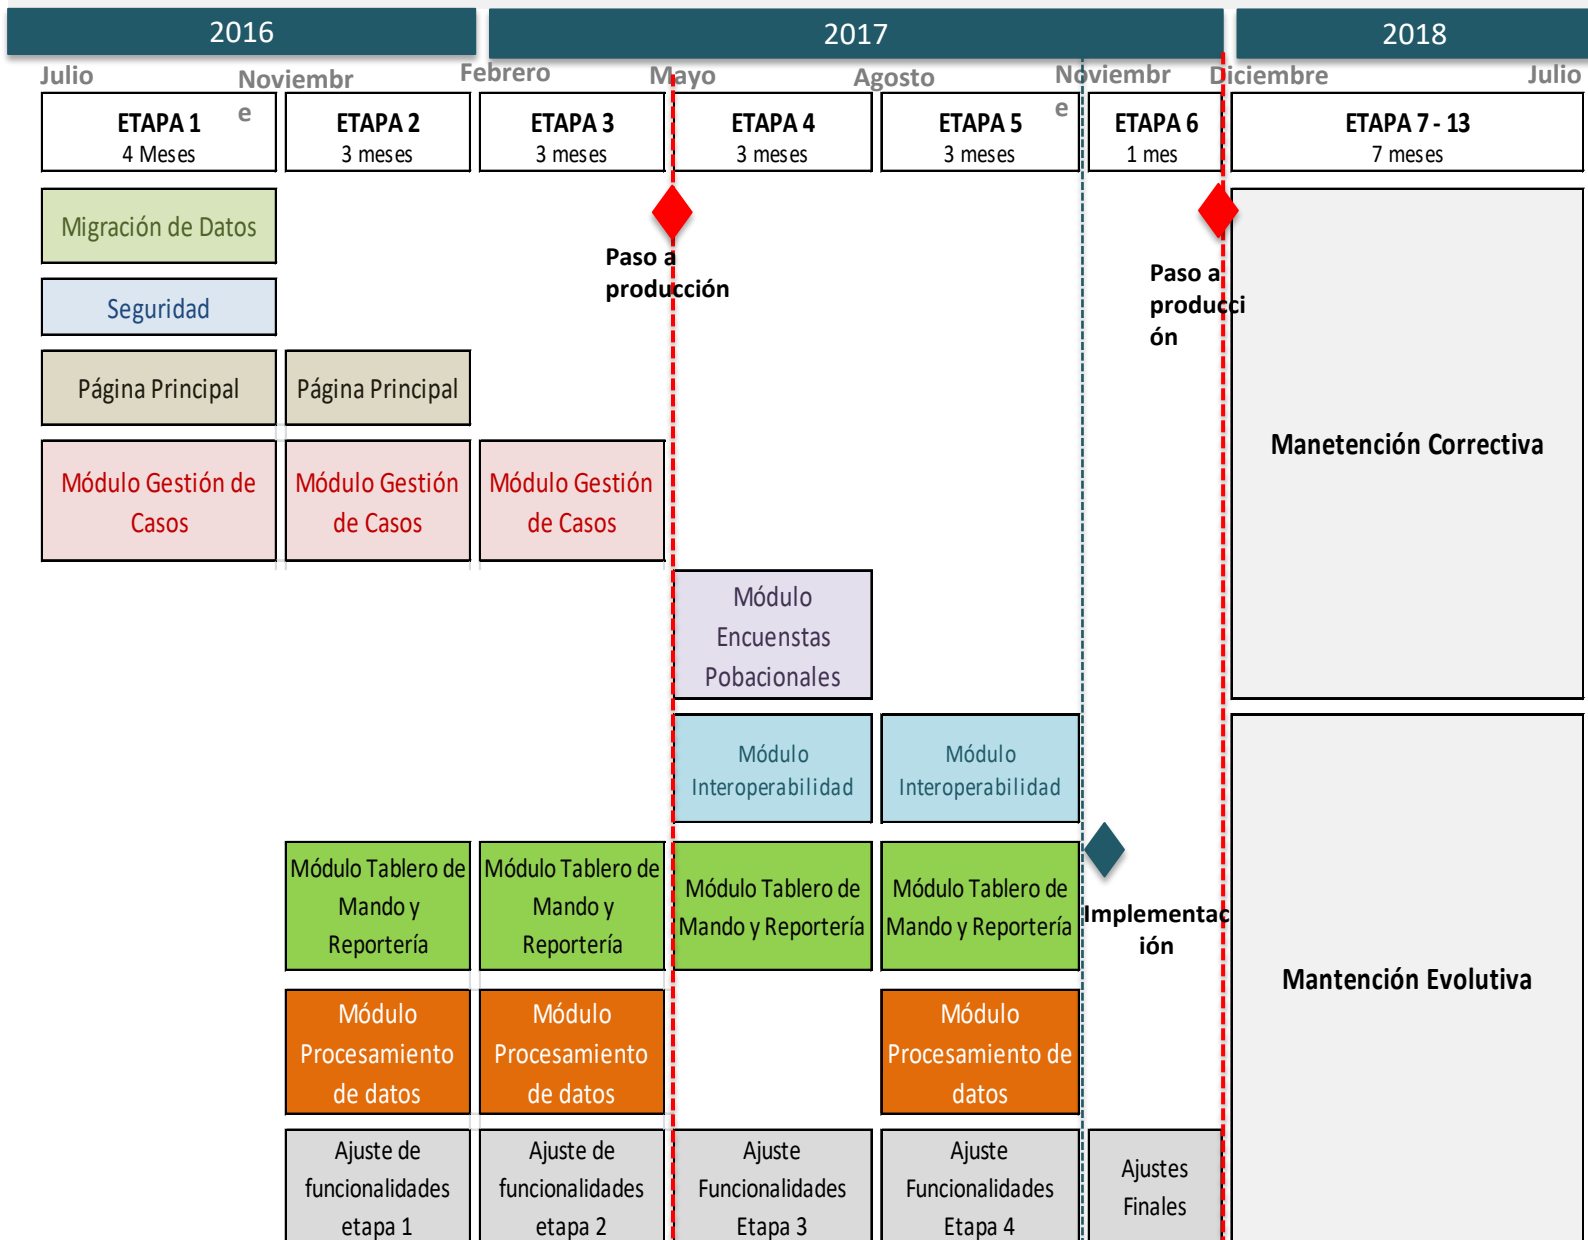 2016
2017
2018
Julio
Noviembr
e
Febrero
Mayo
Agosto
Noviembr
e
Diciembre
Julio
ETAPA 1
4 Meses
ETAPA 2
3 meses
ETAPA 3
3 meses
ETAPA 4
3 meses
ETAPA 5
3 meses
ETAPA 6
1 mes
ETAPA 7 - 13
7 meses
Migración de Datos
Paso a
producción
Paso a
producci
ón
Seguridad
Página Principal
Página Principal
Módulo Gestión de
Casos
Módulo Gestión
de Casos
Módulo Gestión
de Casos
Manetención Correctiva
Módulo
Encuenstas
Pobacionales
Módulo
Interoperabilidad
Módulo
Interoperabilidad
Módulo Tablero de
Mando y
Reportería
Módulo Tablero de
Mando y
Reportería
Módulo Tablero de
Mando y Reportería
Módulo Tablero de
Mando y Reportería
Implementac
ión
Mantención Evolutiva
Módulo
Procesamiento
de datos
Módulo
Procesamiento
de datos
Módulo
Procesamiento de
datos
Ajuste de
funcionalidades
etapa 1
Ajuste de
funcionalidades
etapa 2
Ajuste
Funcionalidades
Etapa 3
Ajuste
Funcionalidades
Etapa 4
Ajustes
Finales